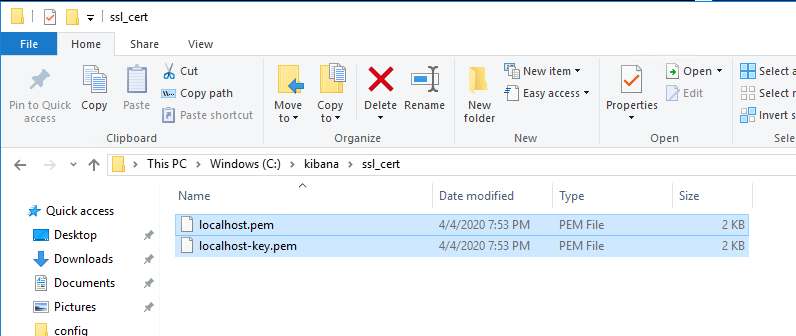 ssl_cert
File Home Share View
Pin to Quick access
Copy
Paste
Cut
Copy path
Paste shortcut
Clipboard
Move to
Copy to
Delete
Rename
Organize
New folder
New item
Easy access
New
Properties
Open
Edit
Open
Select a
Select n
Invert s
Selec
This PC > Windows (C:) > kibana > ssl_cert
Name Date modified Type Size
Quick access
Desktop
Downloads
Documents
Pictures
config
localhost.pem 4/4/2020 7:53 PM PEM File 2 KB
localhost-key.pem 4/4/2020 7:53 PM PEM File 2 KB